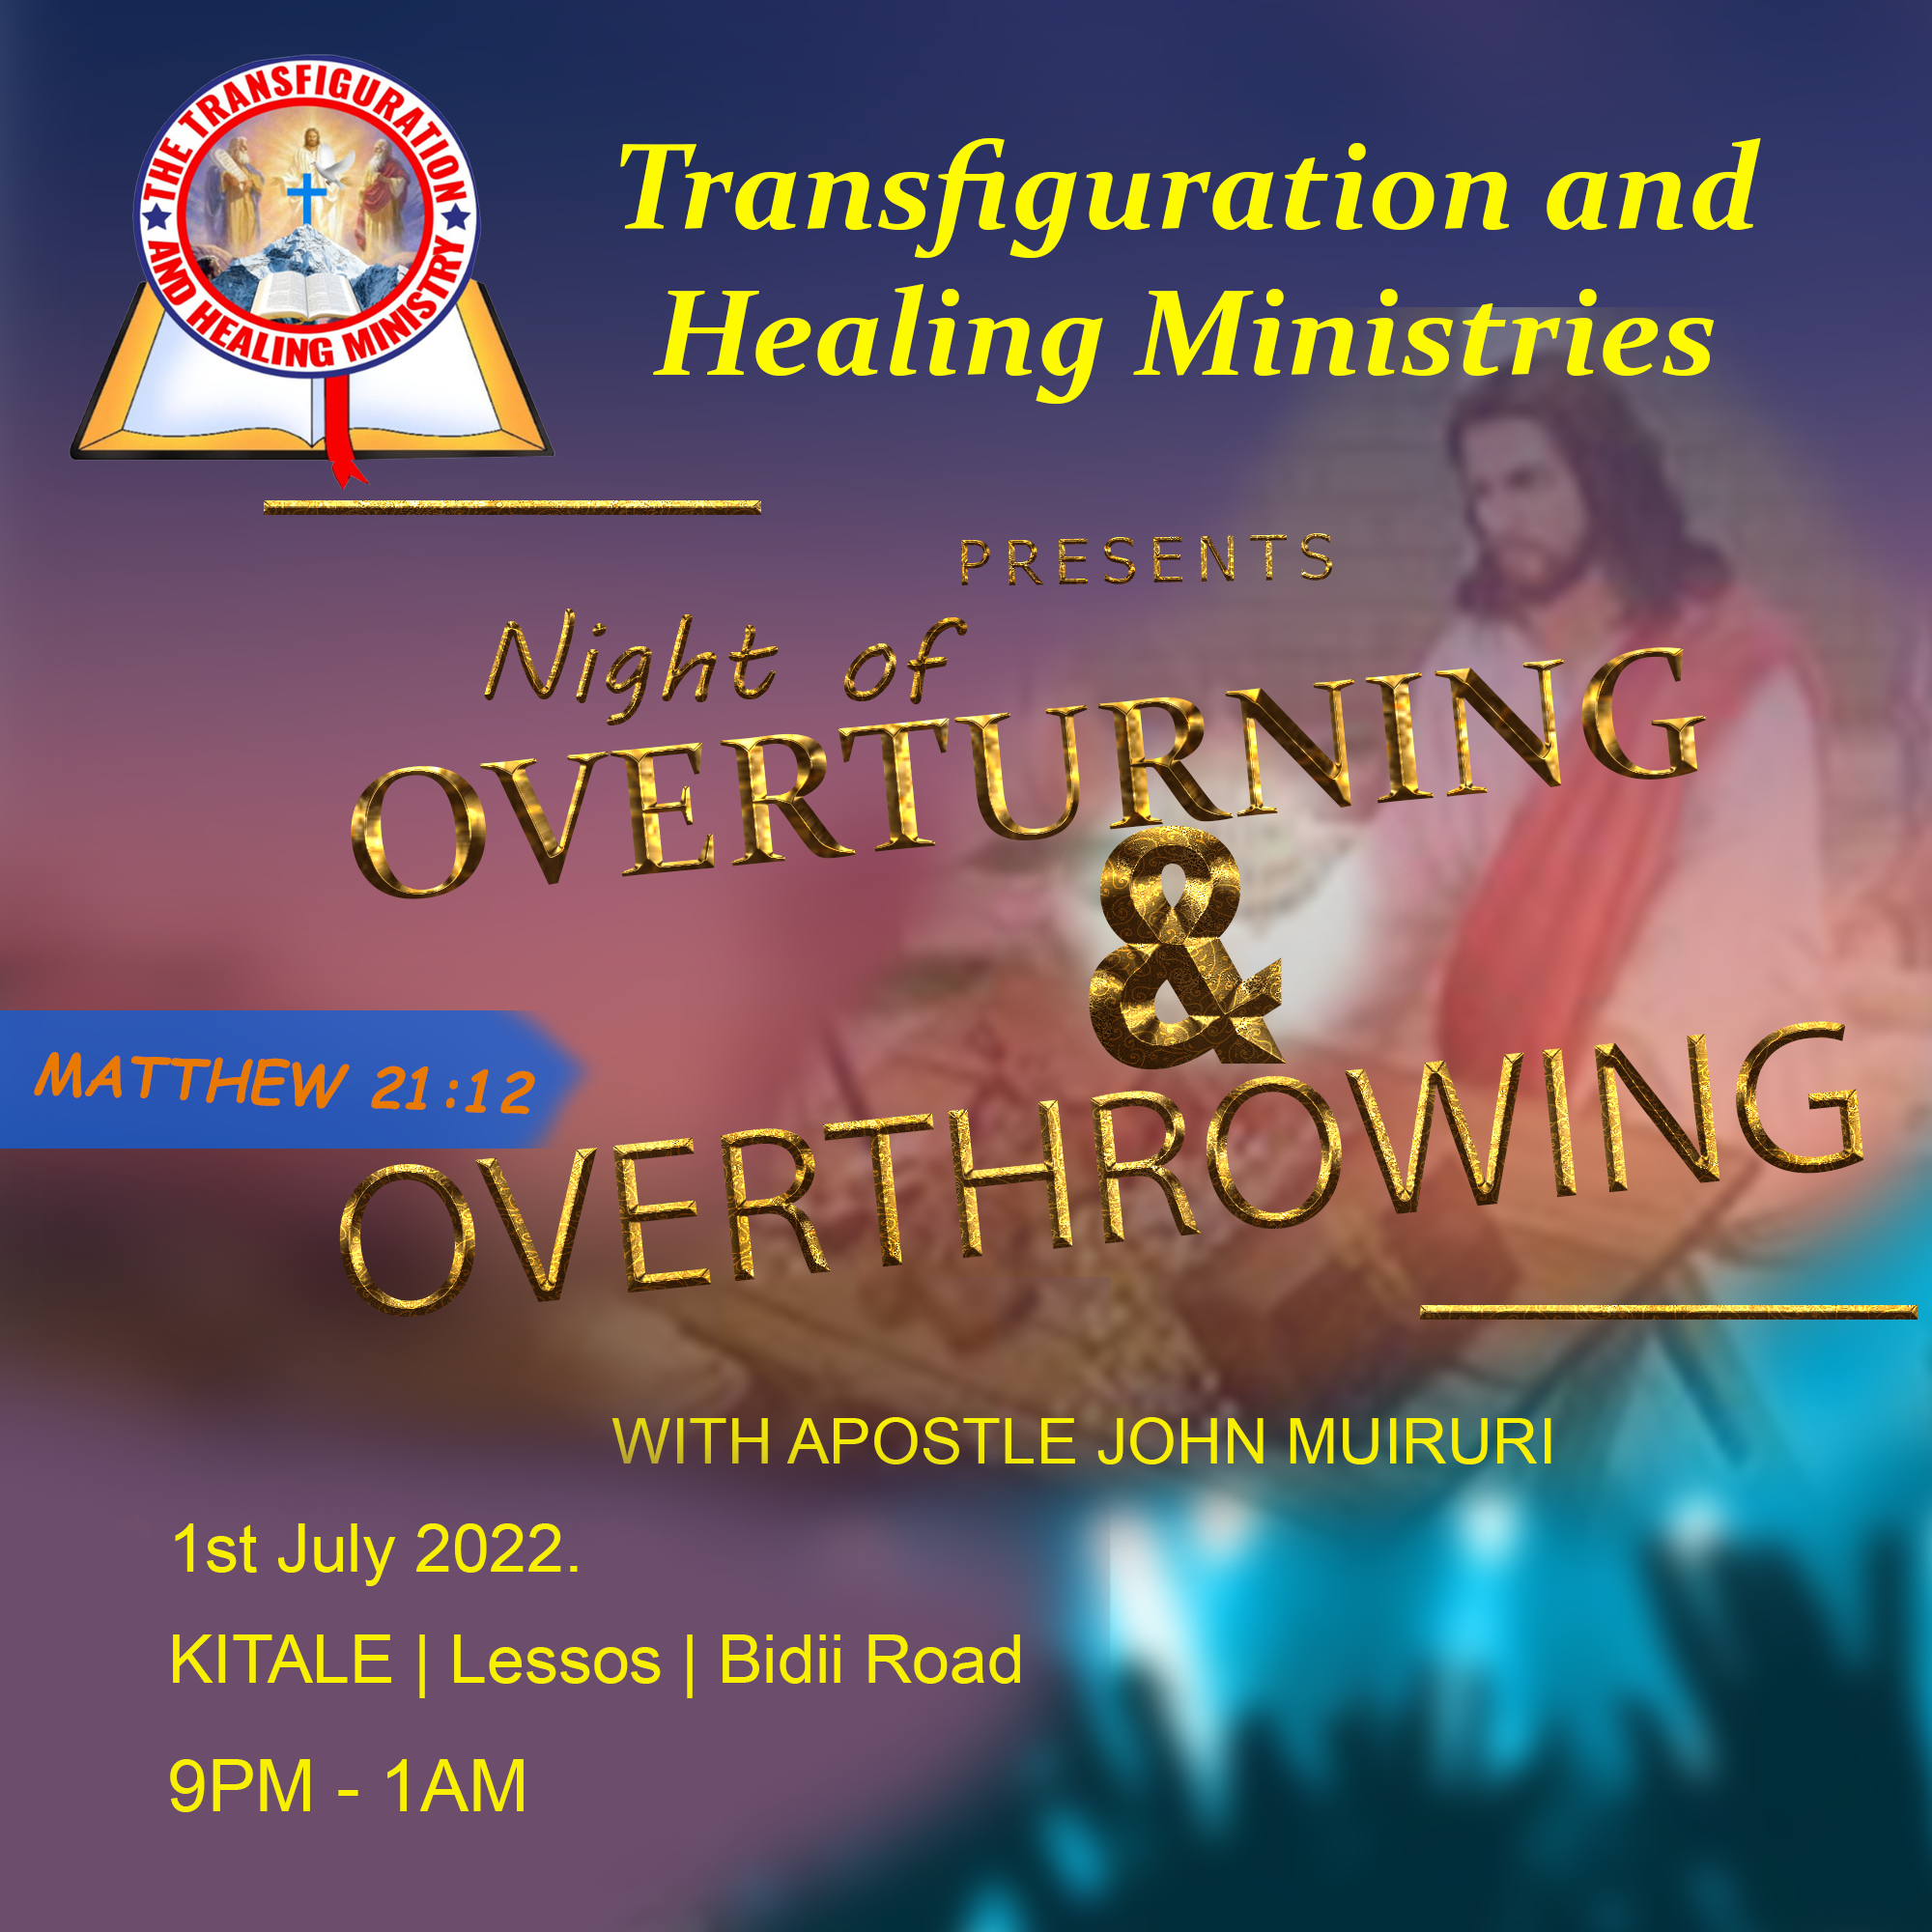 THE TRANSFIGURATION
AND HEALING MINISTRY
Transfiguration and
Healing Ministries
PRESENTS
Night of
OVERTURNING
&
MATTHEW 21:12
OVERTHROWING
WITH APOSTLE JOHN MUIRURI
1st July 2022.
KITALE | Lessos | Bidii Road
9PM - 1AM